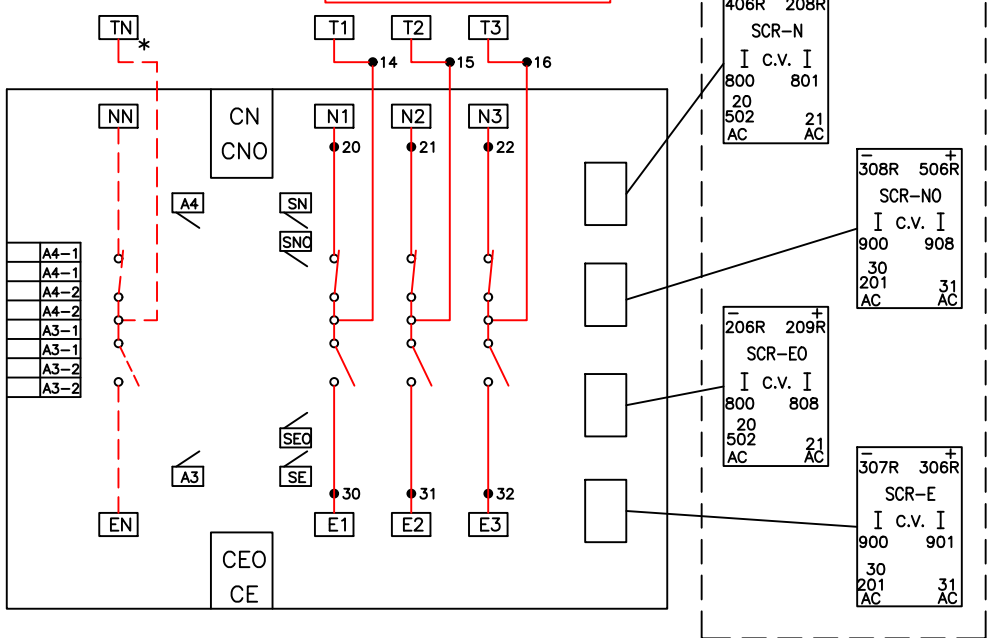 TN
*
T1
T2
T3
14
15
16
NN
CN
CNO
N1
N2
N3
20
21
22
A4
SN
SNO
A4-1
A4-1
A4-2
A4-2
A3-1
A3-1
A3-2
A3-2
SEO
A3
SE
30
31
32
EN
E1
E2
E3
CEO
CE
406R 208R
SCR-N
C.V.
800 801
20
502 21
AC AC
- +
308R 506R
SCR-NO
C.V.
900 908
30
201 31
AC AC
- +
206R 209R
SCR-EO
C.V.
800 808
20
502 21
AC AC
- +
307R 306R
SCR-E
C.V.
900 901
30
201 31
AC AC